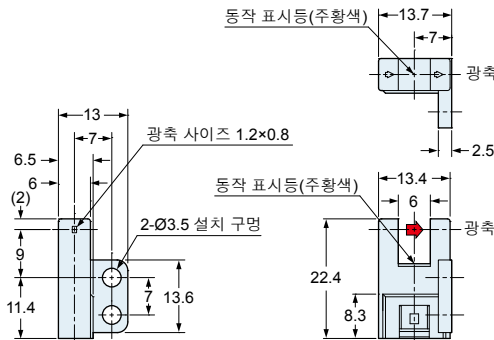 동작 표시등(주황색)
13.7
7
광축
2.5
13
7
6.5
6
(2)
광축 사이즈 1.2×0.8
2-Ø3.5 설치 구멍
9
11.4
7
13.6
동작 표시등(주황색)
13.4
6
광축
22.4
8.3